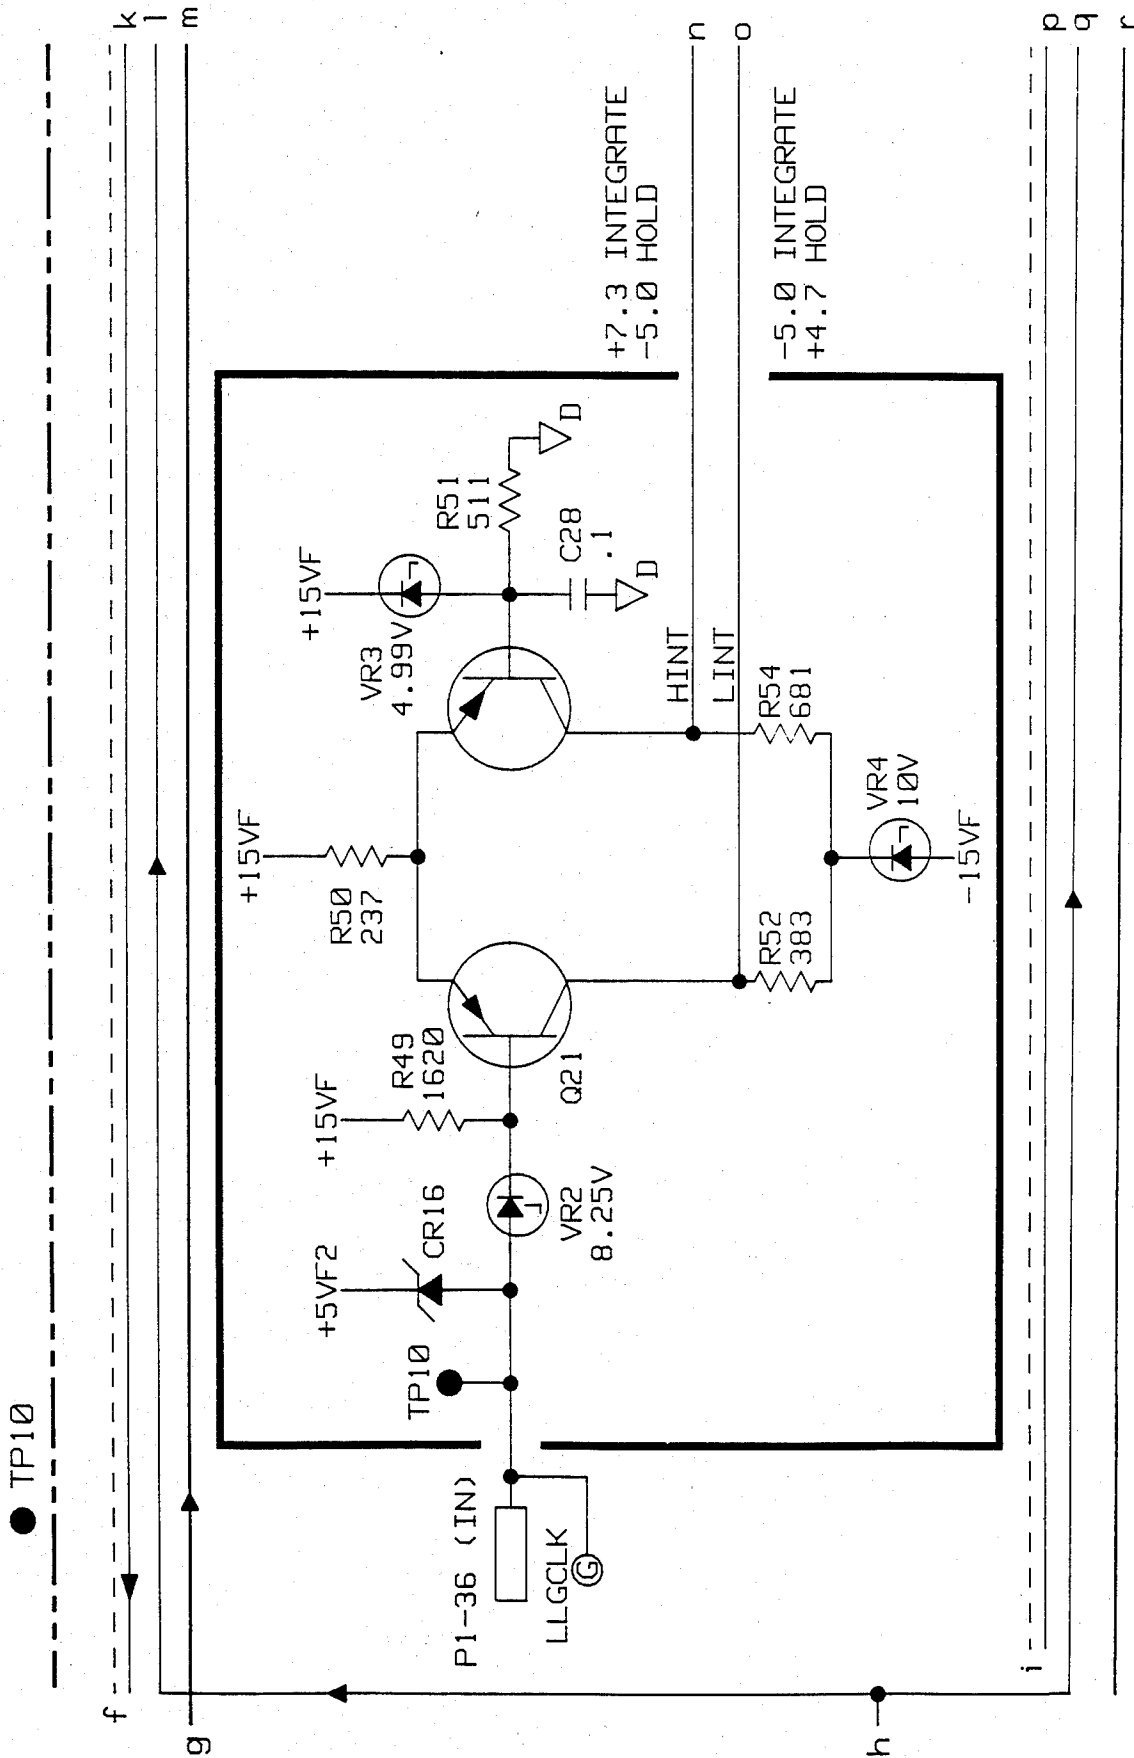 TP10
f
k
l
m
g
+15VF
R50
237
+15VF
VR3
4.99V
R51
511
D
C28
.1
D
+15VF
R49
1620
+5VF2
CR16
TP10
VR2
8.25V
Q21
P1-36 (IN)
LLGCLK
G
HINT
LINT
n
o
+7.3 INTEGRATE
-5.0 HOLD
-5.0 INTEGRATE
+4.7 HOLD
R52
383
R54
681
VR4
10V
-15VF
h
i
p
q
r